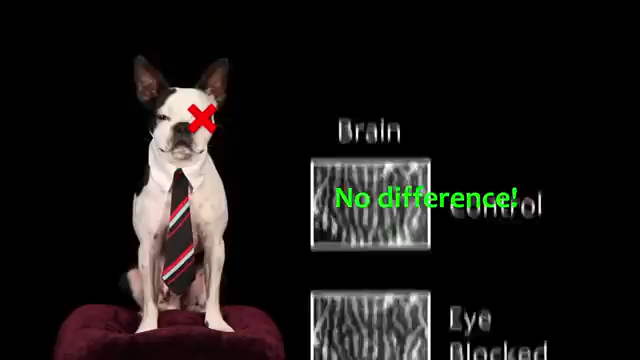 Brain
No difference!
Control
Eye
Blocked